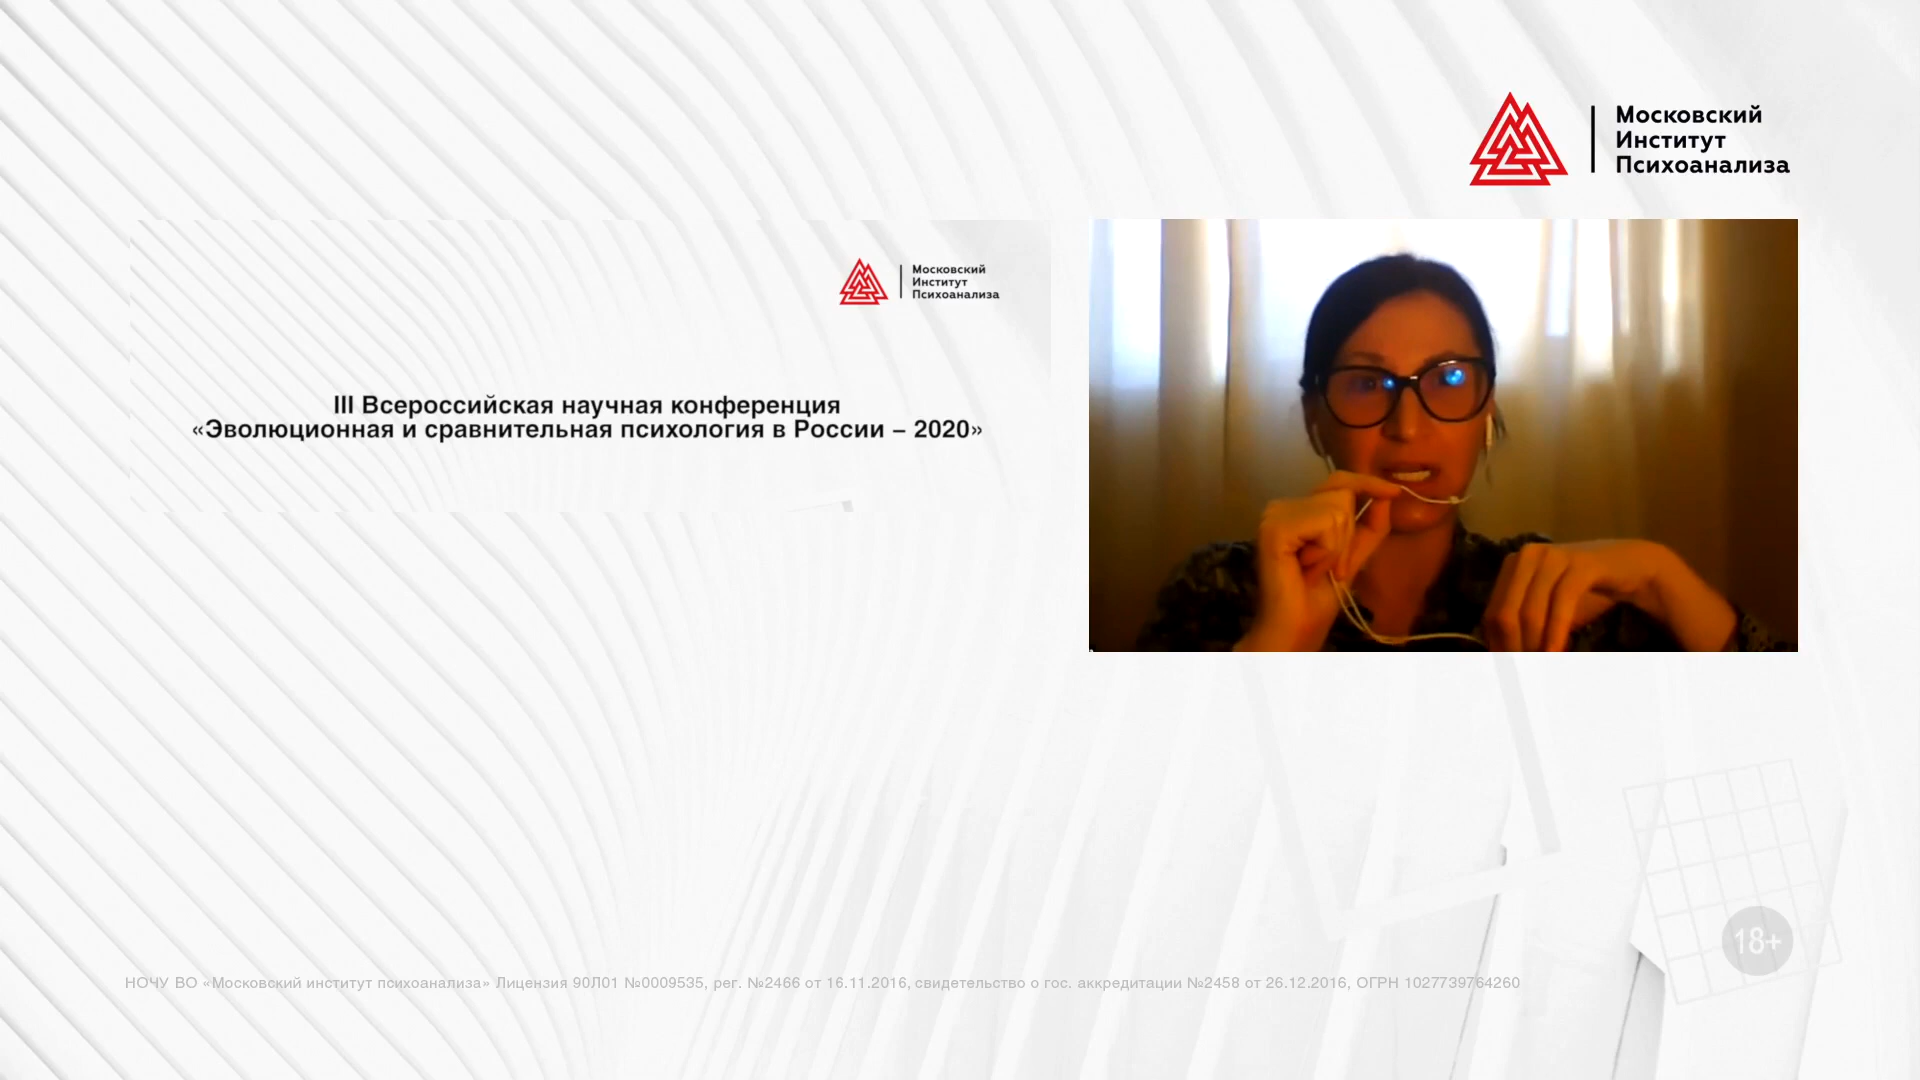 Московский
Институт
Психоанализа
Московский
Институт
Психоанализа
III Всероссийская научная конференция
«Эволюционная и сравнительная психология в России – 2020»
18+
НОЧУ ВО «Московский институт психоанализа» Лицензия 90Л01 №0009535, рег. №2466 от 16.11.2016, свидетельство о гос. аккредитации №2458 от 26.12.2016, ОГРН 1027739764260